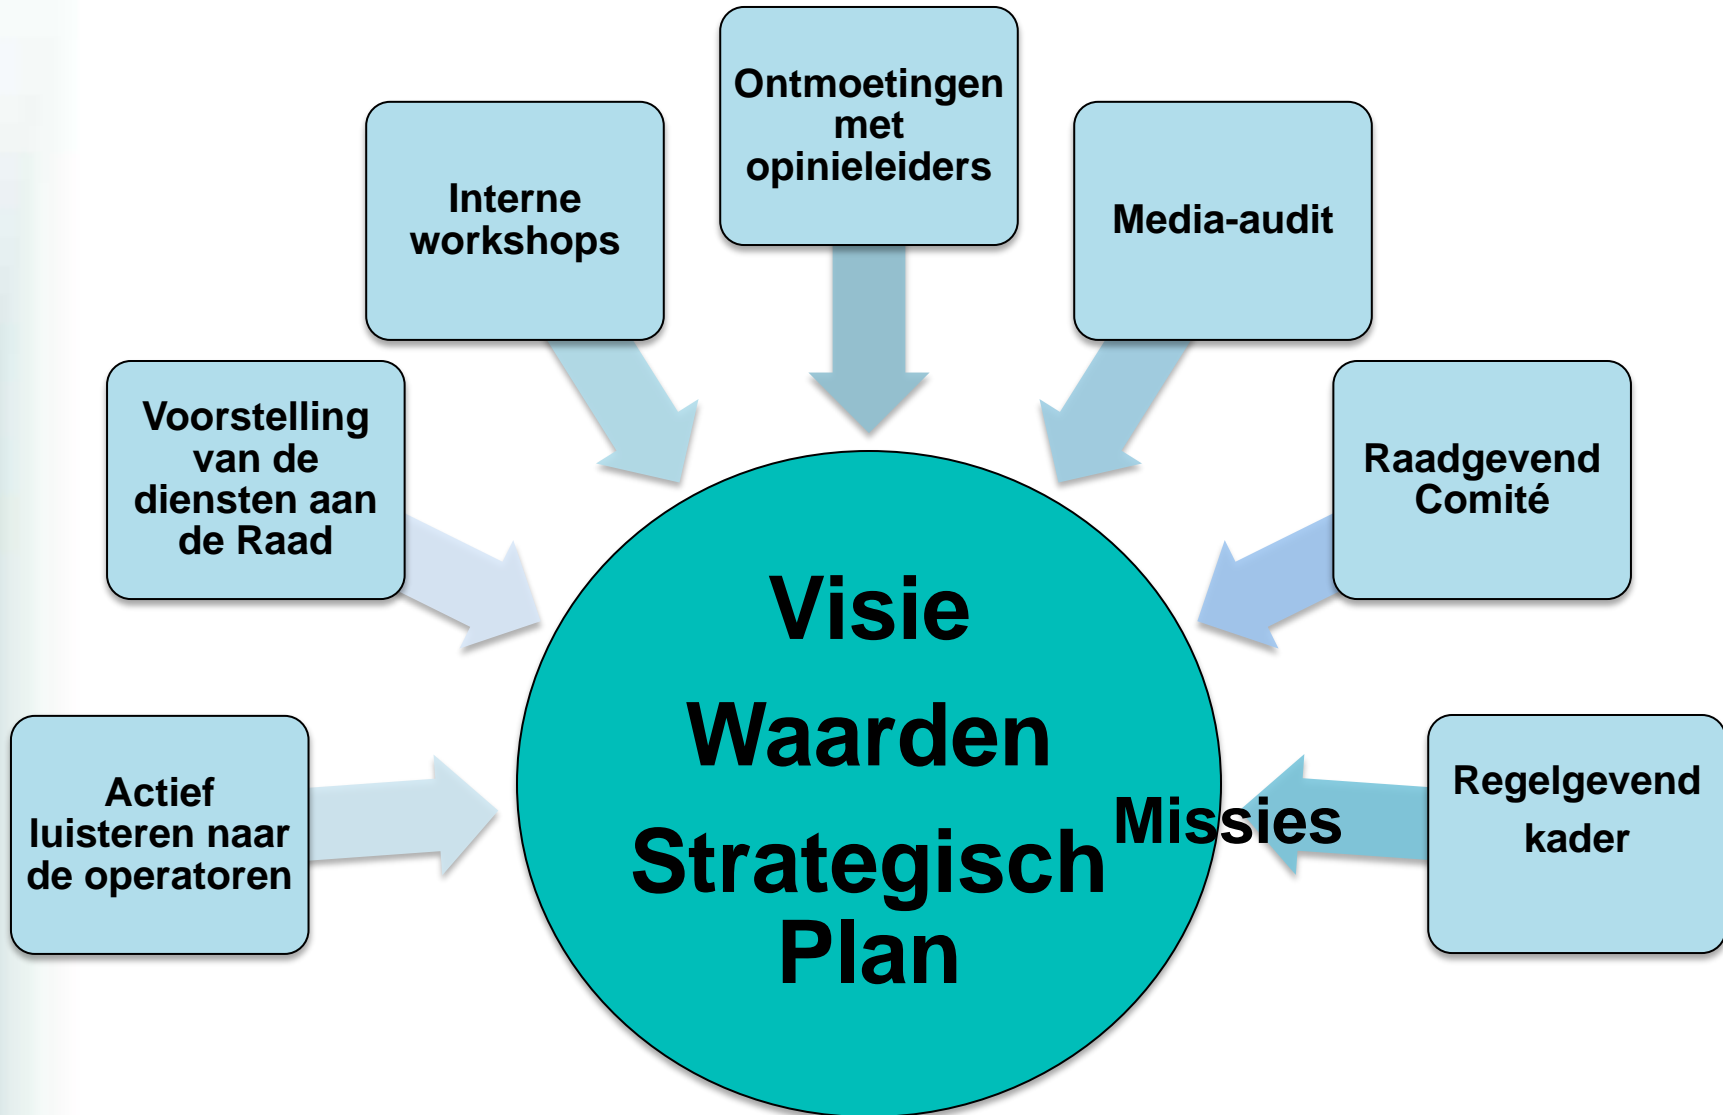 Ontmoetingen
met
opinieleiders
Interne
workshops
Media-audit
Voorstelling
van de
diensten aan
de Raad
Raadgevend
Comité
Actief
luisteren naar
de operatoren
Regelgevend
kader
Visie
Waarden
Strategisch
Plan
Missies